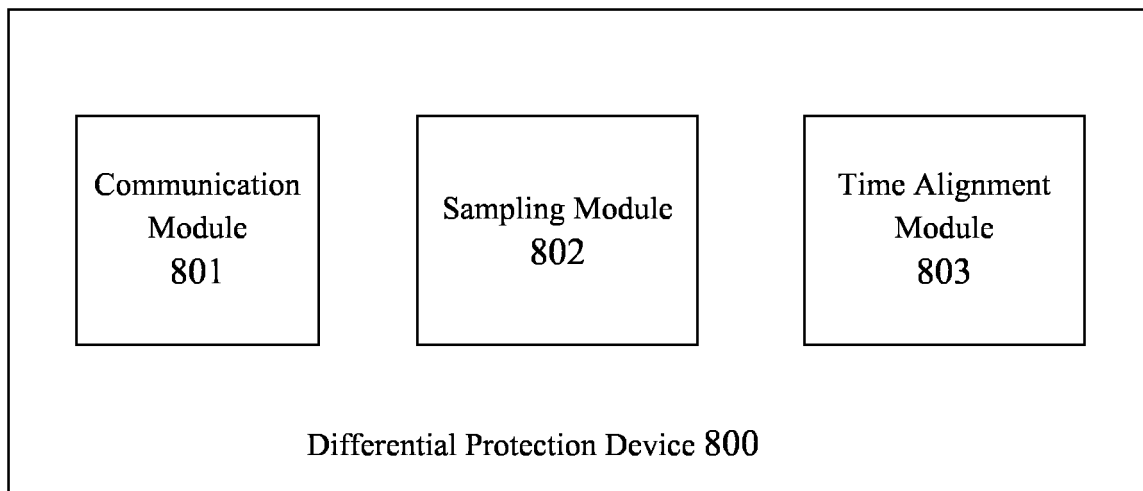 Communication
Module
801
Sampling Module
802
Time Alignment
Module
803
Differential Protection Device 800